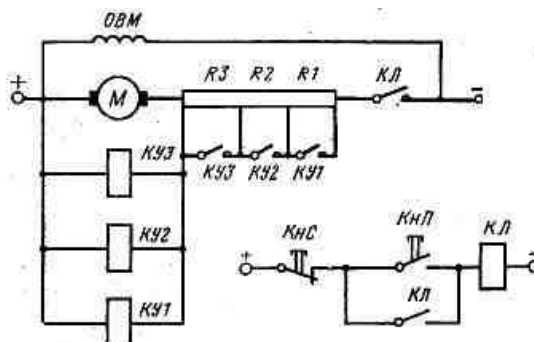 ОВМ
R3 R2 R1 КЛ
+ М −
КУ3 КУ3 КУ2 КУ1
КУ2 КнС КнП КЛ
+ −
КУ1 КЛ